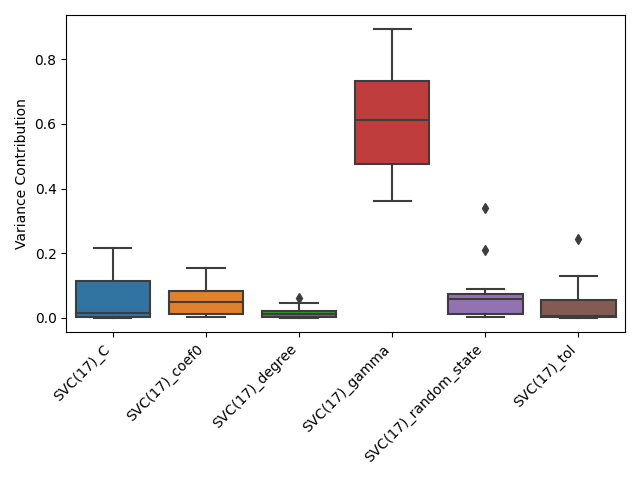 Variance Contribution
0.8
0.6
0.4
0.2
0.0
SVC(17)_C
SVC(17)_coef0
SVC(17)_degree
SVC(17)_gamma
SVC(17)_random_state
SVC(17)_tol